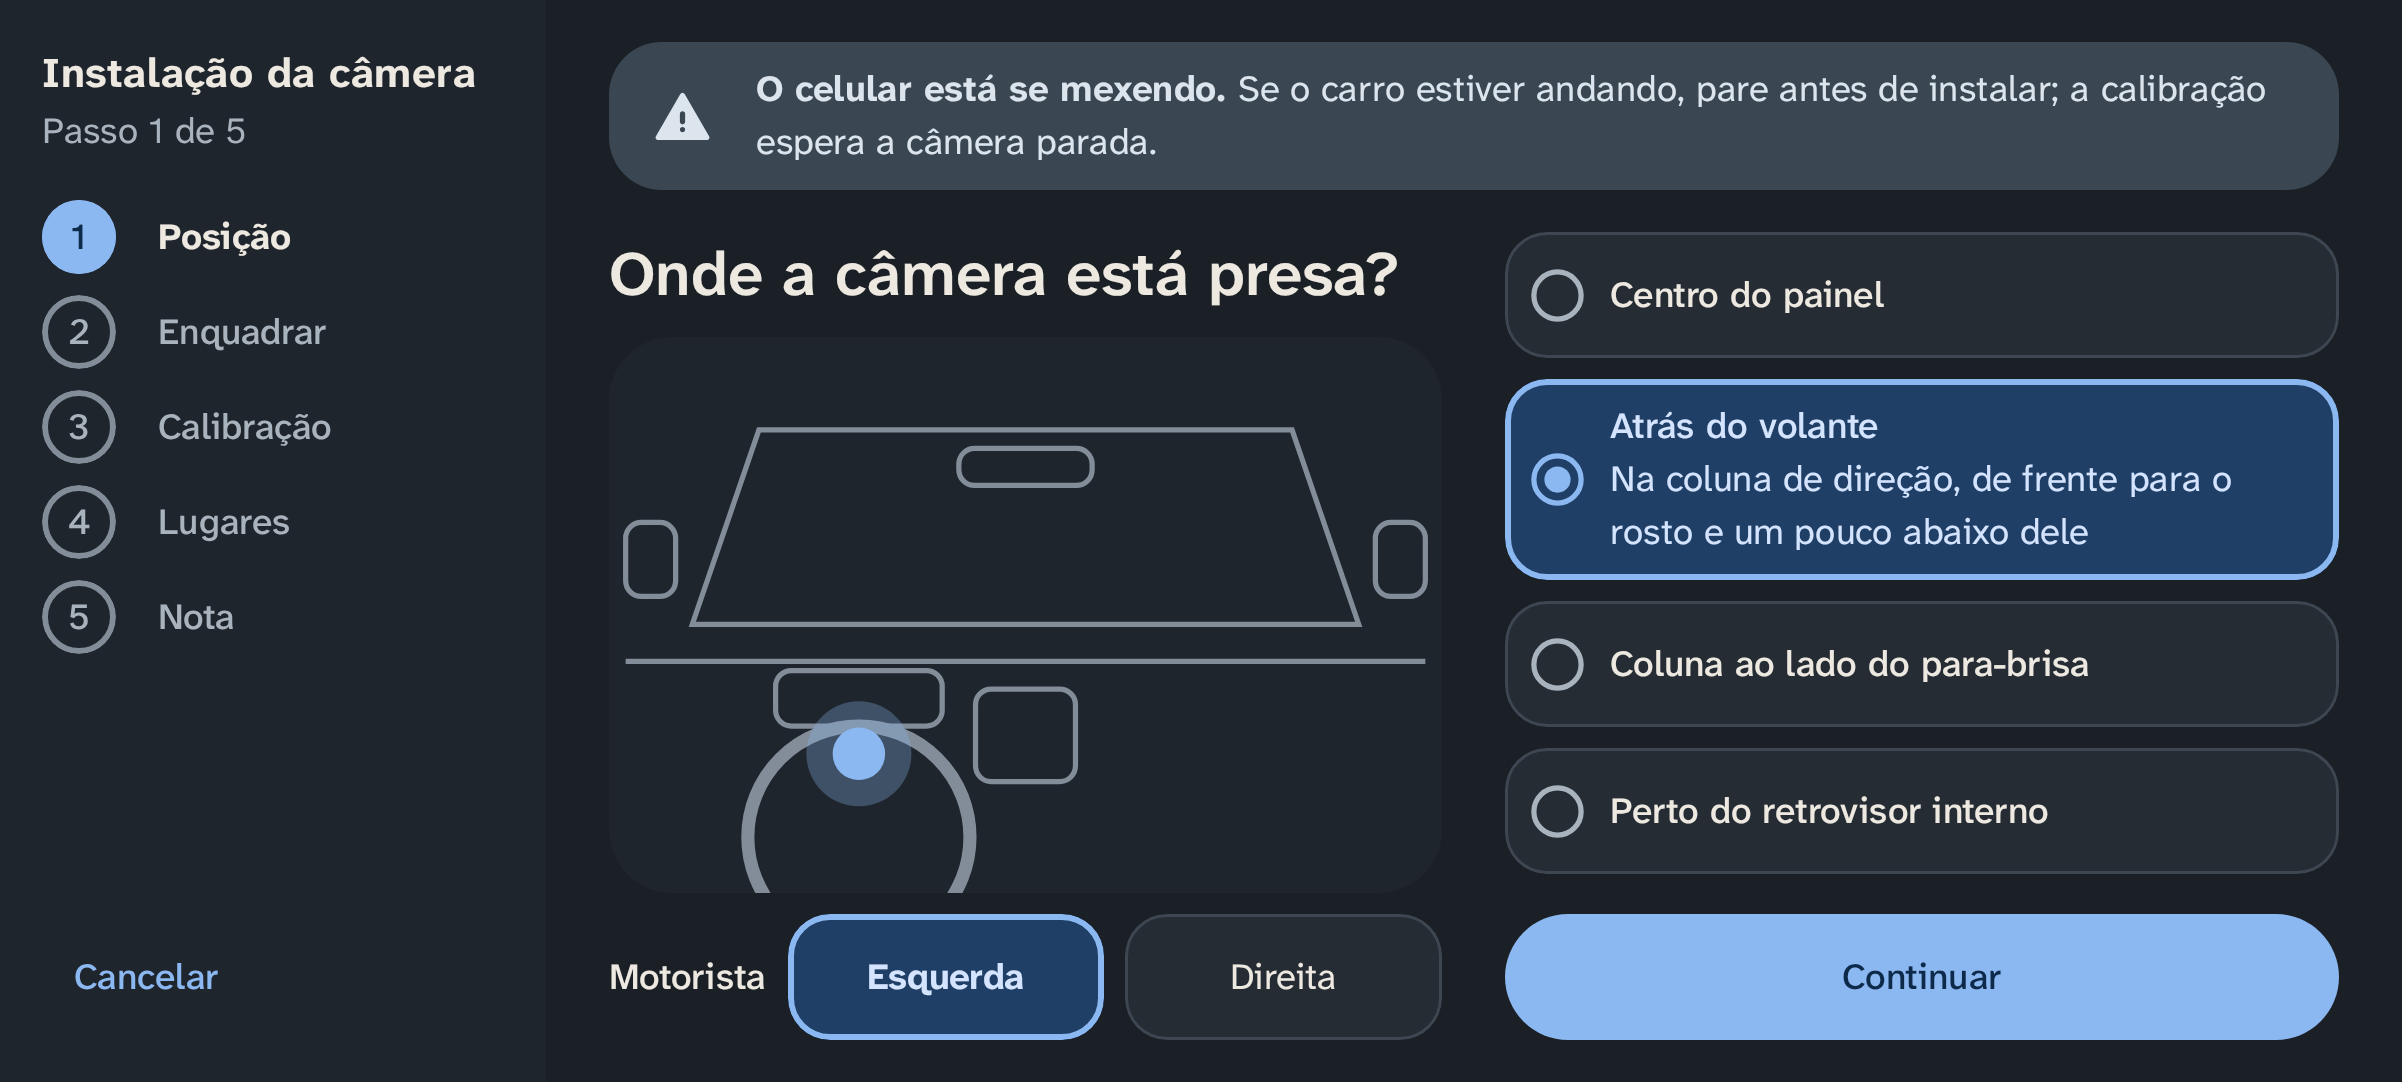 Instalação da câmera
Passo 1 de 5
1 Posição
2 Enquadrar
3 Calibração
4 Lugares
5 Nota
Cancelar
O celular está se mexendo. Se o carro estiver andando, pare antes de instalar; a calibração
espera a câmera parada.
Onde a câmera está presa?
Motorista
Esquerda
Direita
Centro do painel
Atrás do volante
Na coluna de direção, de frente para o
rosto e um pouco abaixo dele
Coluna ao lado do para-brisa
Perto do retrovisor interno
Continuar